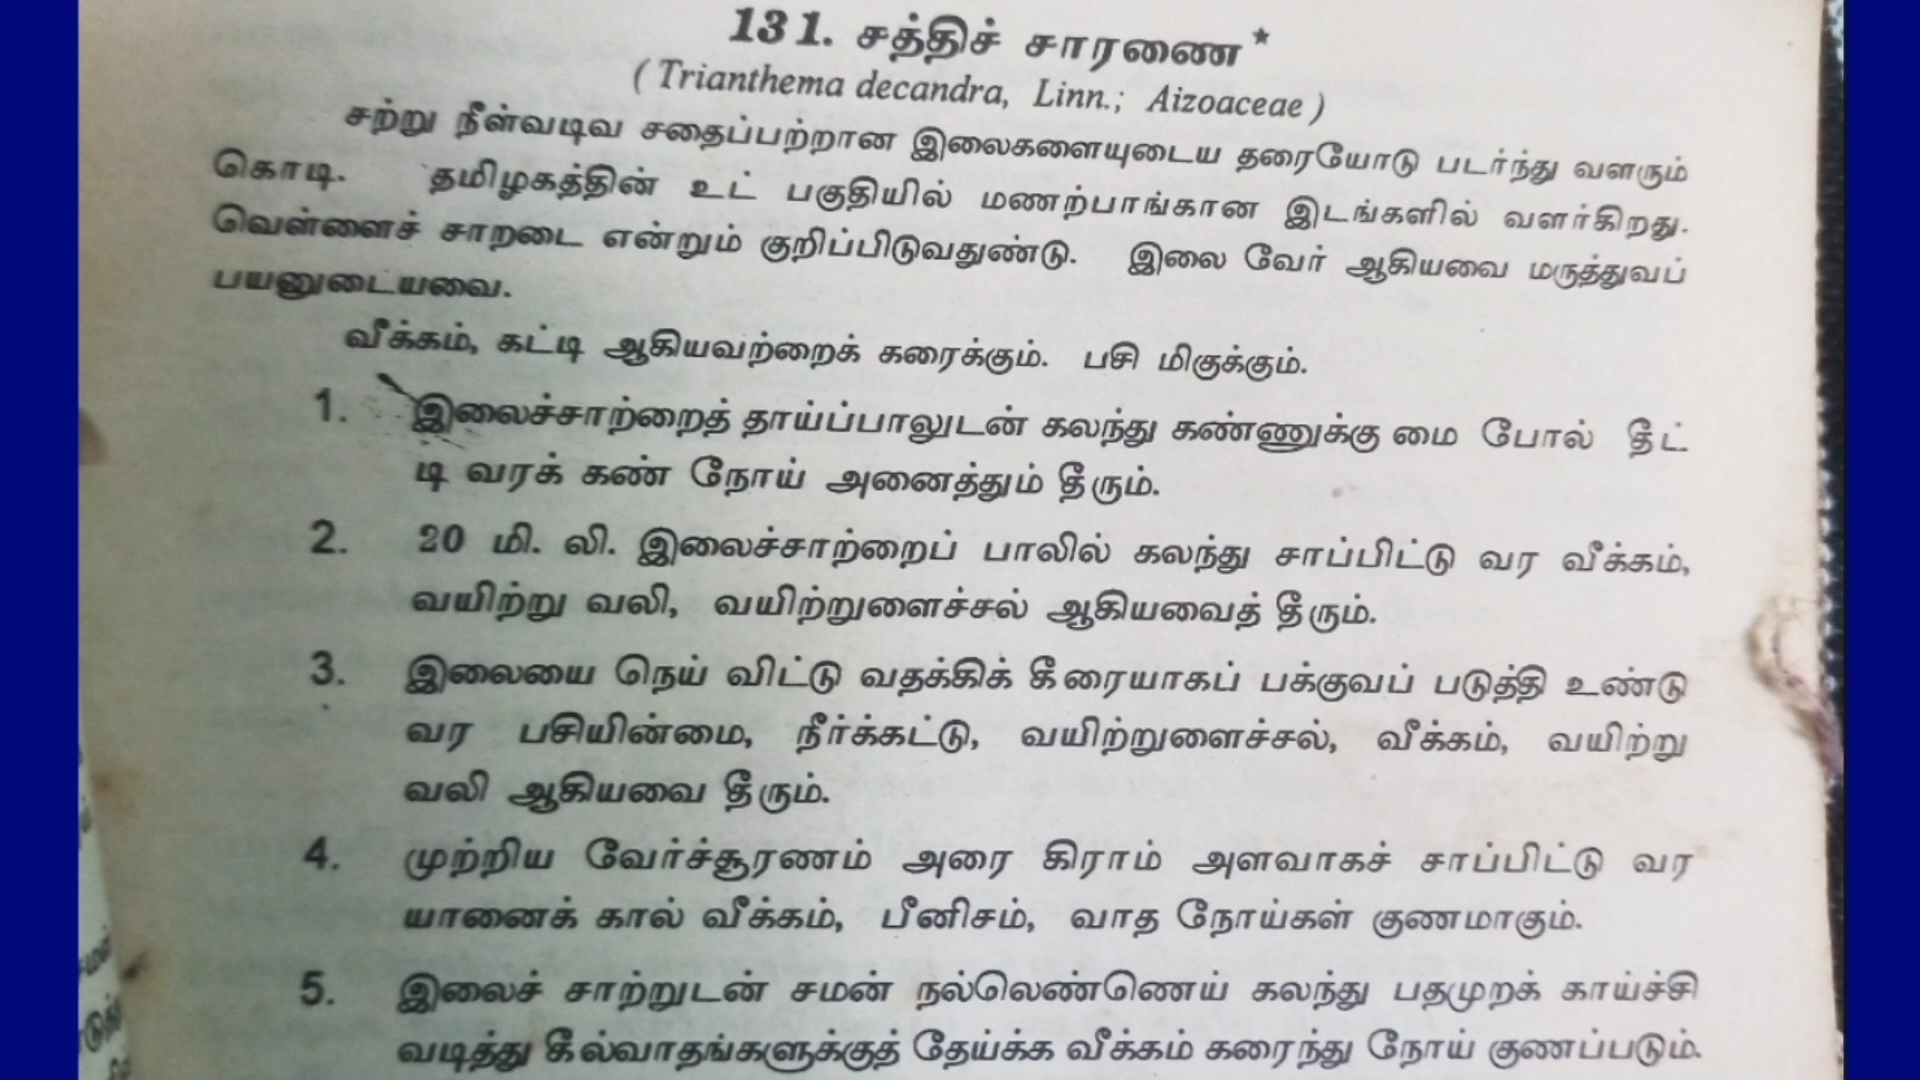 131. சத்திச் சாரணை*
( Trianthema decandra, Linn.; Aizoaceae )
சற்று நீள்வடிவ சதைப்பற்றான இலைகளையுடைய தரையோடு படர்ந்து வளரும்
கொடி. தமிழகத்தின் உட் பகுதியில் மணற்பாங்கான இடங்களில் வளர்கிறது.
வெள்ளைச் சாறடை என்றும் குறிப்பிடுவதுண்டு. இலை வேர் ஆகியவை மருத்துவப்
பயனுடையவை.
வீக்கம், கட்டி ஆகியவற்றைக் கரைக்கும். பசி மிகுக்கும்.
1. இலைச்சாற்றைத் தாய்ப்பாலுடன் கலந்து கண்ணுக்கு மை போல் தீட்
டி வரக் கண் நோய் அனைத்தும் தீரும்.
2. 20 மி. லி. இலைச்சாற்றைப் பாலில் கலந்து சாப்பிட்டு வர வீக்கம்,
வயிற்று வலி, வயிற்றுளைச்சல் ஆகியவைத் தீரும்.
3. இலையை நெய் விட்டு வதக்கிக் கீரையாகப் பக்குவப் படுத்தி உண்டு
வர பசியின்மை, நீர்க்கட்டு, வயிற்றுளைச்சல், வீக்கம், வயிற்று
வலி ஆகியவை தீரும்.
4. முற்றிய வேர்ச்சூரணம் அரை கிராம் அளவாகச் சாப்பிட்டு வர
யானைக் கால் வீக்கம், பீனிசம், வாத நோய்கள் குணமாகும்.
5. இலைச் சாற்றுடன் சமன் நல்லெண்ணெய் கலந்து பதமுறக் காய்ச்சி
வடித்து கீல்வாதங்களுக்குத் தேய்க்க வீக்கம் கரைந்து நோய் குணப்படும்.